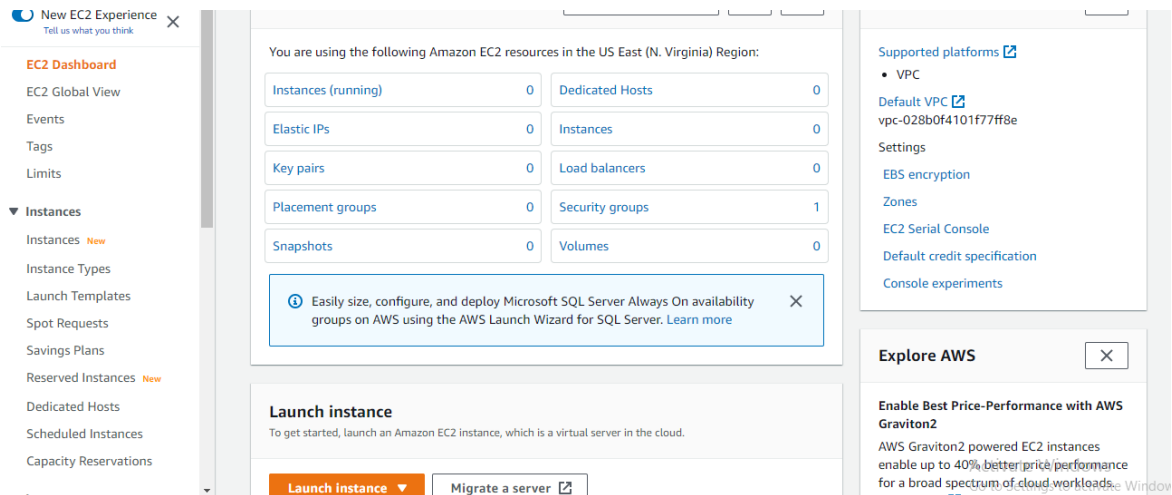 New EC2 Experience
Tell us what you think
EC2 Dashboard
EC2 Global View
Events
Tags
Limits
Instances
Instances New
Instance Types
Launch Templates
Spot Requests
Savings Plans
Reserved Instances New
Dedicated Hosts
Scheduled Instances
Capacity Reservations
You are using the following Amazon EC2 resources in the US East (N. Virginia) Region:
Instances (running) 0
Dedicated Hosts 0
Elastic IPs 0
Instances 0
Key pairs 0
Load balancers 0
Placement groups 0
Security groups 1
Snapshots 0
Volumes 0
Easily size, configure, and deploy Microsoft SQL Server Always On availability
groups on AWS using the AWS Launch Wizard for SQL Server. Learn more
Launch instance
To get started, launch an Amazon EC2 instance, which is a virtual server in the cloud.
Launch instance
Migrate a server
Supported platforms
• VPC
Default VPC
vpc-028b0f4101f77ff8e
Settings
EBS encryption
Zones
EC2 Serial Console
Default credit specification
Console experiments
Explore AWS
Enable Best Price-Performance with AWS
Graviton2
AWS Graviton2 powered EC2 instances
enable up to 40% better price performance
for a broad spectrum of cloud workloads.
Activate Windows
Go to Settings to activate Window